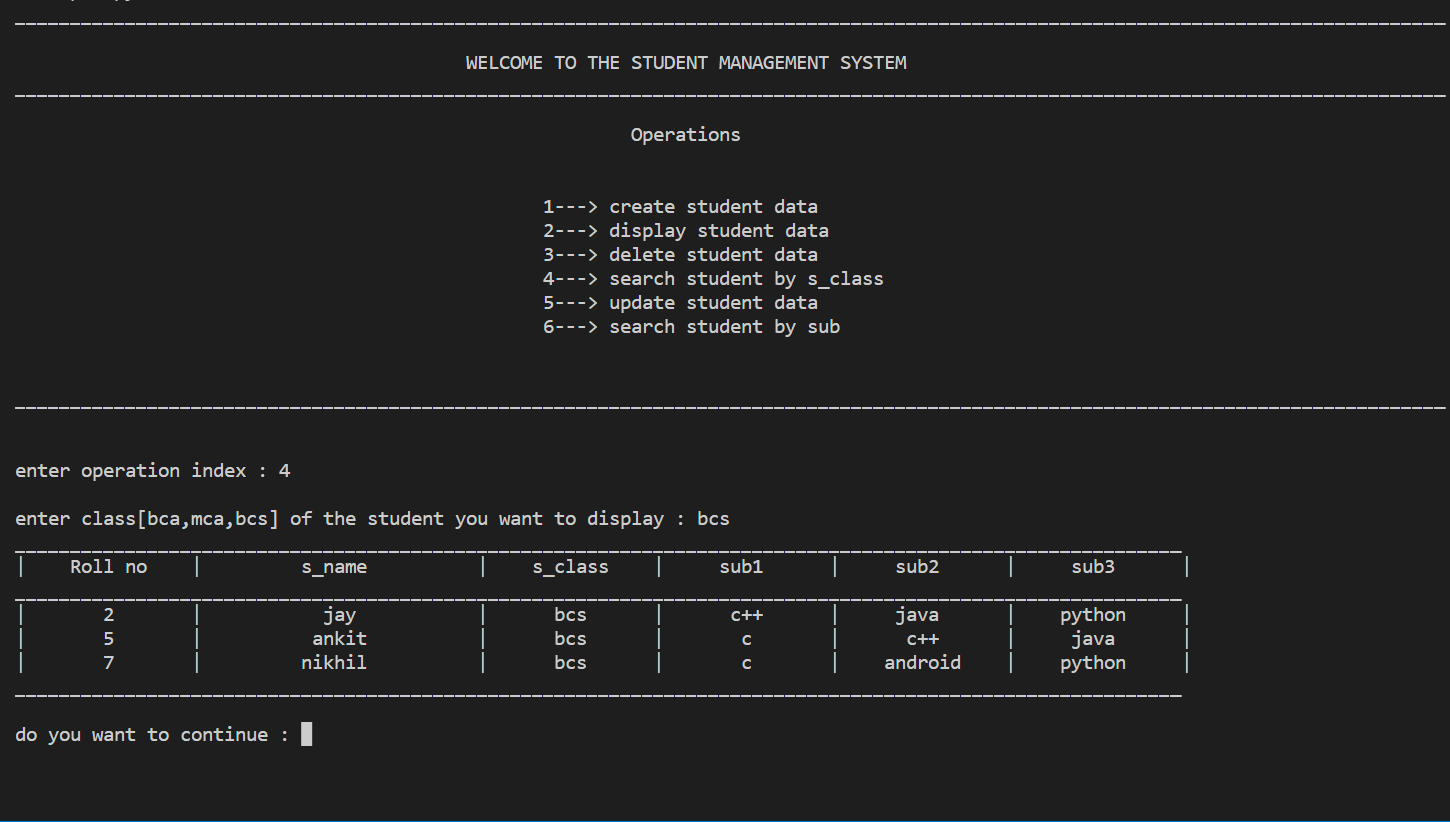 WELCOME TO THE STUDENT MANAGEMENT SYSTEM
Operations
1---> create student data
2---> display student data
3---> delete student data
4---> search student by s_class
5---> update student data
6---> search student by sub
enter operation index : 4
enter class[bca,mca,bcs] of the student you want to display : bcs
| Roll no | s_name | s_class | sub1 | sub2 | sub3 |
| 2 | jay | bcs | c++ | java | python |
| 5 | ankit | bcs | c | c++ | java |
| 7 | nikhil | bcs | c | android | python |
do you want to continue :